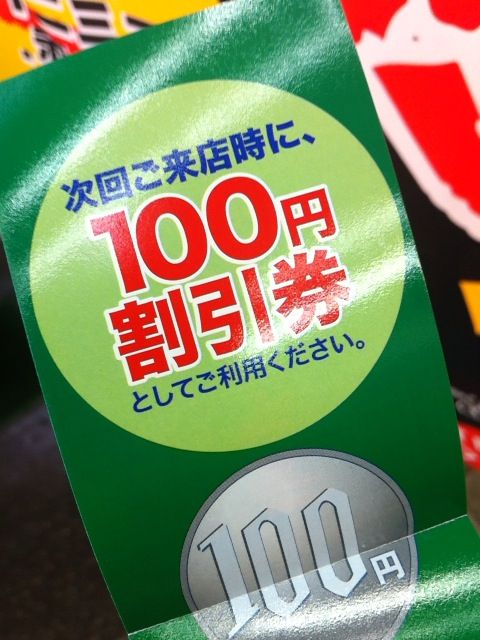 次回ご来店時に、
100円
割引券
としてご利用ください。
100円